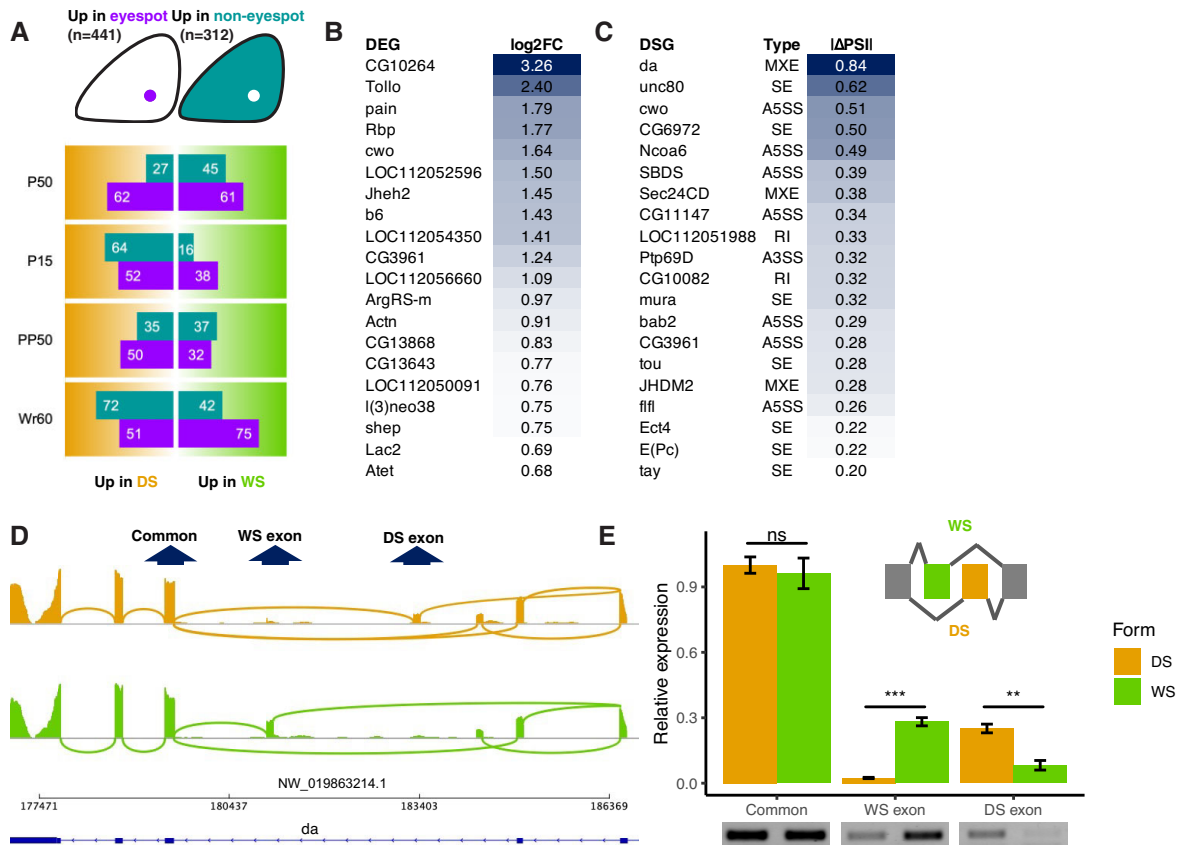 A
Up in eyespot
(n=441)
Up in non-eyespot
(n=312)
P50
27
45
62
61
P15
64
16
52
38
PP50
35
37
50
32
Wr60
72
42
51
75
Up in DS
Up in WS
B
DEG log2FC
CG10264 3.26
Tollo 2.40
pain 1.79
Rbp 1.77
cwo 1.64
LOC112052596 1.50
Jheh2 1.45
b6 1.43
LOC112054350 1.41
CG3961 1.24
LOC112056660 1.09
ArgRS-m 0.97
Actn 0.91
CG13868 0.83
CG13643 0.77
LOC112050091 0.76
l(3)neo38 0.75
shep 0.75
Lac2 0.69
Atet 0.68
C
DSG Type |ΔPSI|
da MXE 0.84
unc80 SE 0.62
cwo A5SS 0.51
CG6972 SE 0.50
Ncoa6 A5SS 0.49
SBDS A5SS 0.39
Sec24CD MXE 0.38
CG11147 A5SS 0.34
LOC112051988 RI 0.33
Ptp69D A3SS 0.32
CG10082 RI 0.32
mura SE 0.32
bab2 A5SS 0.29
CG3961 A5SS 0.28
tou SE 0.28
JHDM2 MXE 0.28
flfl A5SS 0.26
Ect4 SE 0.22
E(Pc) SE 0.22
tay SE 0.20
D
Common WS exon DS exon
NW_019863214.1
177471 180437 183403 186369
da
E
Relative expression
0.9
0.6
0.3
0.0
ns
***
**
WS
DS
Form
DS
WS
Common WS exon DS exon